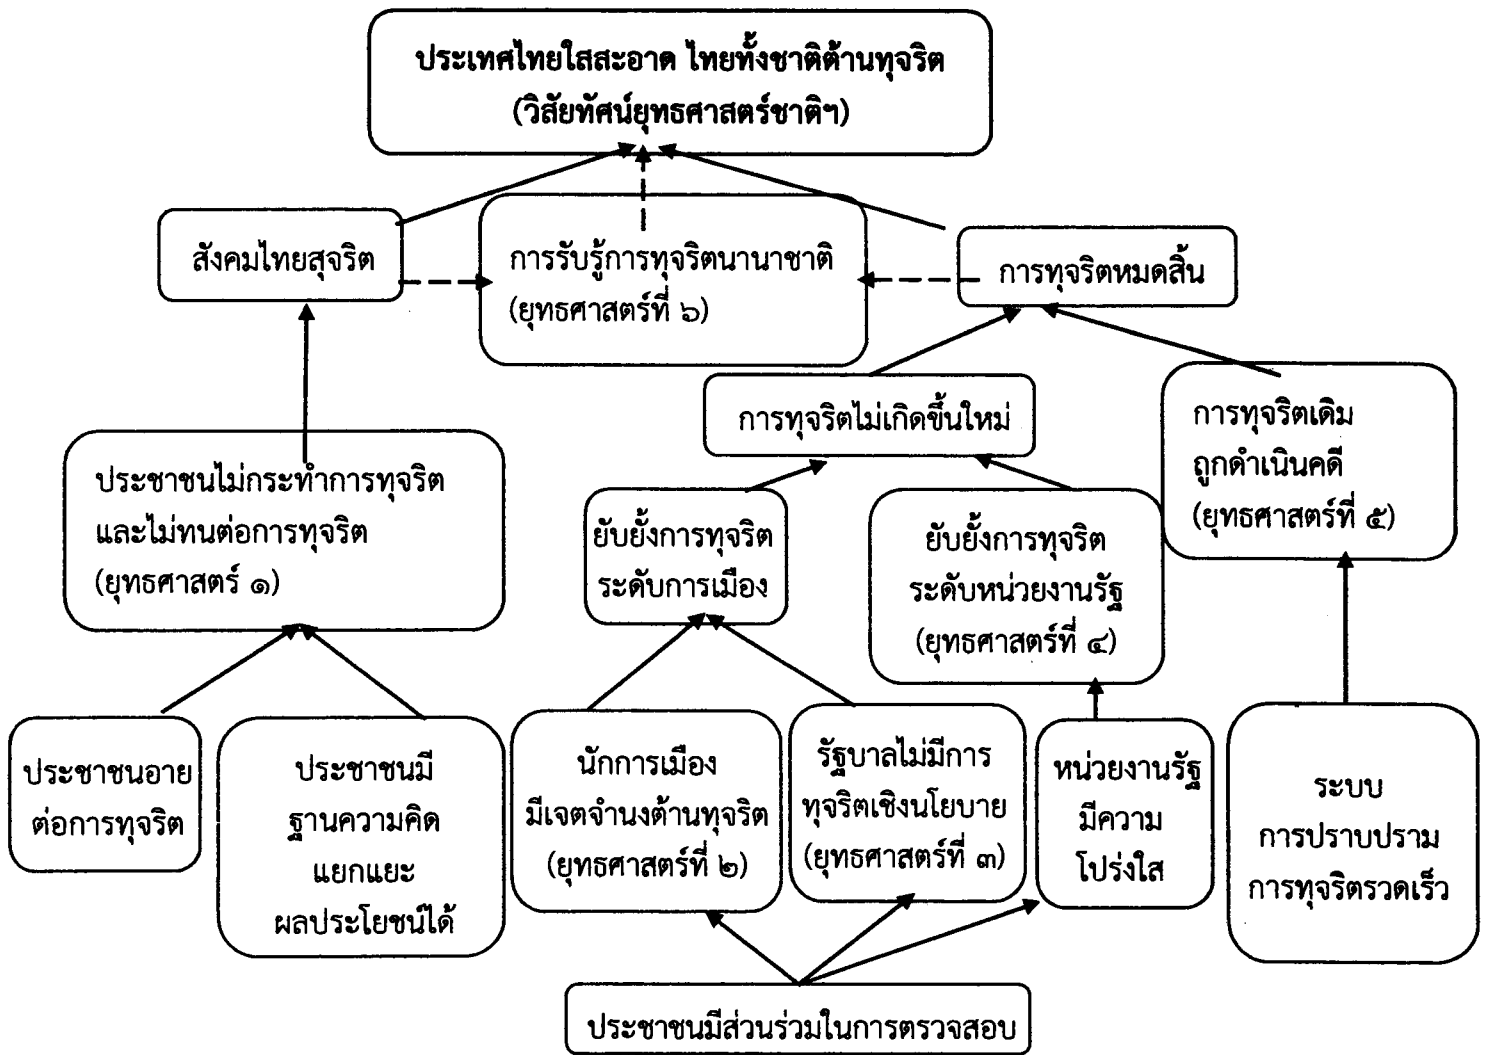 ประเทศไทยใสสะอาด ไทยทั้งชาติต้านทุจริต
(วิสัยทัศน์ยุทธศาสตร์ชาติฯ)
สังคมไทยสุจริต
การรับรู้การทุจริตนานาชาติ
(ยุทธศาสตร์ที่ ๖)
การทุจริตหมดสิ้น
การทุจริตไม่เกิดขึ้นใหม่
การทุจริตเดิม
ถูกดำเนินคดี
(ยุทธศาสตร์ที่ ๕)
ประชาชนไม่กระทำการทุจริต
และไม่ทนต่อการทุจริต
(ยุทธศาสตร์ ๑)
ยับยั้งการทุจริต
ระดับการเมือง
ยับยั้งการทุจริต
ระดับหน่วยงานรัฐ
(ยุทธศาสตร์ที่ ๔)
ประชาชนอาย
ต่อการทุจริต
ประชาชนมี
ฐานความคิด
แยกแยะ
ผลประโยชน์ได้
นักการเมือง
มีเจตจำนงต้านทุจริต
(ยุทธศาสตร์ที่ ๒)
รัฐบาลไม่มีการ
ทุจริตเชิงนโยบาย
(ยุทธศาสตร์ที่ ๓)
หน่วยงานรัฐ
มีความ
โปร่งใส
ระบบ
การปราบปราม
การทุจริตรวดเร็ว
ประชาชนมีส่วนร่วมในการตรวจสอบ